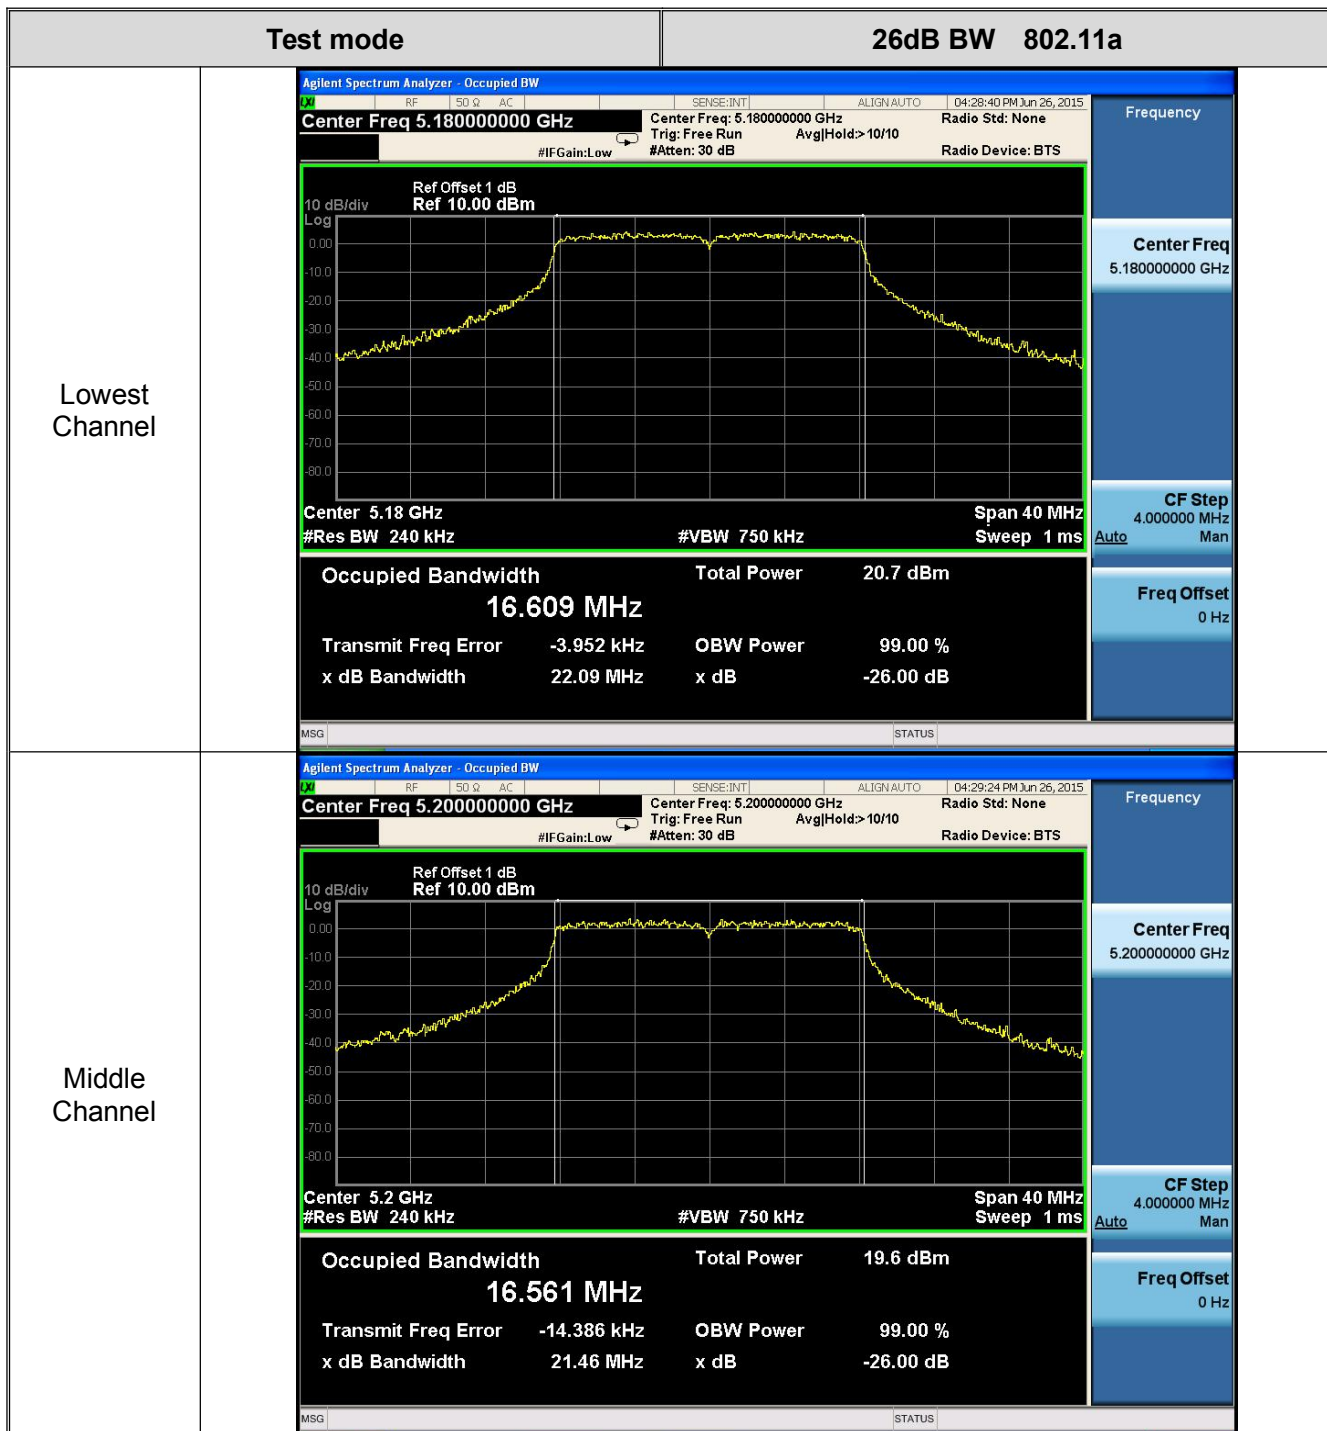 Test mode 26dB BW 802.11a
Lowest
Channel
Agilent Spectrum Analyzer - Occupied BW
LXI RF 50 Ω AC SENSE:INT ALIGN AUTO 04:28:40 PM Jun 26, 2015
Center Freq 5.180000000 GHz Center Freq: 5.180000000 GHz Radio Std: None Frequency
Trig: Free Run Avg|Hold:>10/10
#IFGain:Low #Atten: 30 dB Radio Device: BTS
Ref Offset 1 dB
10 dB/div Ref 10.00 dBm
Log
0.00
-10.0
-20.0
-30.0
-40.0
-50.0
-60.0
-70.0
-80.0
Center Freq
5.180000000 GHz
Center 5.18 GHz Span 40 MHz
#Res BW 240 kHz #VBW 750 kHz Sweep 1 ms
CF Step
4.000000 MHz
Auto Man
Occupied Bandwidth Total Power 20.7 dBm
16.609 MHz
Transmit Freq Error -3.952 kHz OBW Power 99.00 %
x dB Bandwidth 22.09 MHz x dB -26.00 dB
Freq Offset
0 Hz
MSG STATUS
Middle
Channel
Agilent Spectrum Analyzer - Occupied BW
LXI RF 50 Ω AC SENSE:INT ALIGN AUTO 04:29:24 PM Jun 26, 2015
Center Freq 5.200000000 GHz Center Freq: 5.200000000 GHz Radio Std: None Frequency
Trig: Free Run Avg|Hold:>10/10
#IFGain:Low #Atten: 30 dB Radio Device: BTS
Ref Offset 1 dB
10 dB/div Ref 10.00 dBm
Log
0.00
-10.0
-20.0
-30.0
-40.0
-50.0
-60.0
-70.0
-80.0
Center Freq
5.200000000 GHz
Center 5.2 GHz Span 40 MHz
#Res BW 240 kHz #VBW 750 kHz Sweep 1 ms
CF Step
4.000000 MHz
Auto Man
Occupied Bandwidth Total Power 19.6 dBm
16.561 MHz
Transmit Freq Error -14.386 kHz OBW Power 99.00 %
x dB Bandwidth 21.46 MHz x dB -26.00 dB
Freq Offset
0 Hz
MSG STATUS